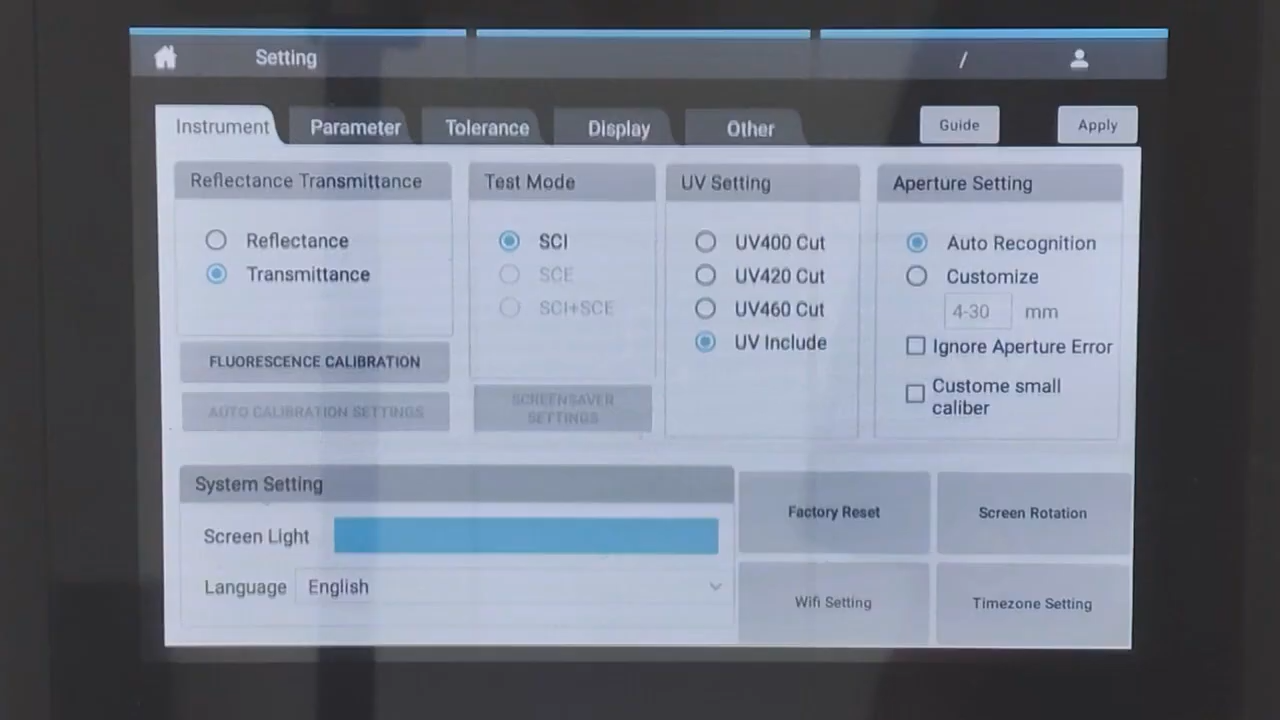 Setting
/
Instrument
Parameter
Tolerance
Display
Other
Guide
Apply
Reflectance Transmittance
Reflectance
Transmittance
FLUORESCENCE CALIBRATION
AUTO CALIBRATION SETTINGS
Test Mode
SCI
SCE
SCI+SCE
SCREENSAVER
SETTINGS
UV Setting
UV400 Cut
UV420 Cut
UV460 Cut
UV Include
Aperture Setting
Auto Recognition
Customize
4-30 mm
Ignore Aperture Error
Custome small
caliber
System Setting
Screen Light
Language English
Factory Reset
Screen Rotation
Wifi Setting
Timezone Setting